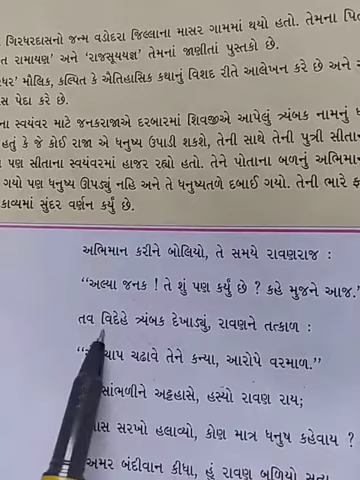 ગિરધરદાસનો જન્મ વડોદરા જિલ્લાના માસર ગામમાં થયો હતો. તેમના
રામાયણ' અને 'રાજસૂયયજ્ઞ' તેમનાં જાણીતાં પુસ્તકો છે.
મૌલિક, કલ્પિત કે ઐતિહાસિક કથાનું વિશદ રીતે આલેખન કરે છે અને
પેદા કરે છે.
સ્વયંવર માટે જનકરાજાએ દરબારમાં શિવજીએ આપેલું ત્ર્યંબક નામનું
હતું કે જે કોઈ રાજા એ ધનુષ્ય ઉપાડી શકશે, તેની સાથે તેની પુત્રી
પણ સીતાના સ્વયંવરમાં હાજર રહ્યો હતો. તેને પોતાના બળનું
ગયો પણ ધનુષ્ય ઊપડ્યું નહિ અને તે ધનુષ્યતળે દબાઈ ગયો. તેની ભારે
કાવ્યમાં સુંદર વર્ણન કર્યું છે.
અભિમાન કરીને બોલિયો, તે સમયે રાવણરાજ :
“અલ્યા જનક ! તે શું પણ કર્યું છે ? કહે મુજને આજ.”
તવ વિદેહે ત્ર્યંબક દેખાડ્યું, રાવણને તત્કાળ :
ચાપ ચઢાવે તેને કન્યા, આરોપે વરમાળ.”
સાંભળીને અટ્ટહાસે, હસ્યો રાવણ રાય;
સરખો હલાવ્યો, કોણ માત્ર ધનુષ કહેવાય ?
અમર બંદીવાન કીધા, હું રાવણ બળિયો